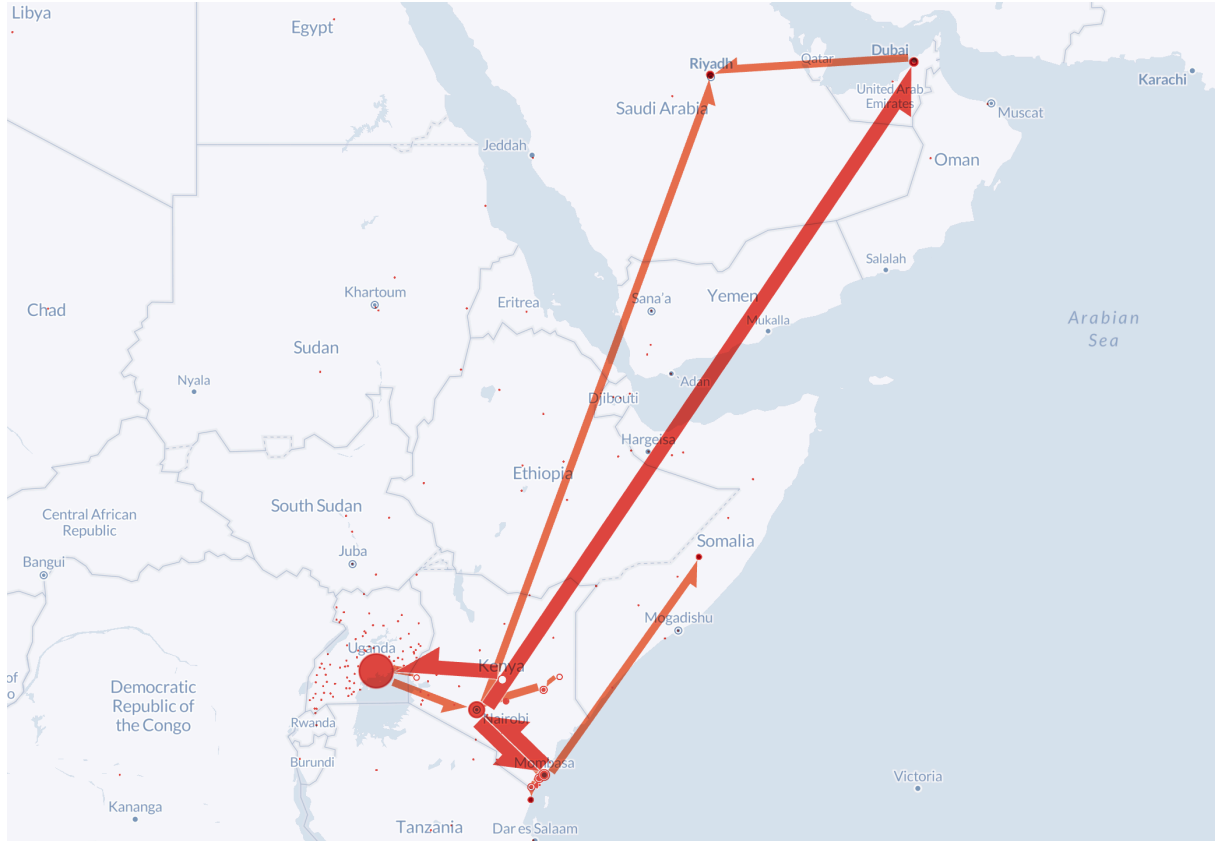 Libya
Egypt
Riyadh
Qatar
Dubai
Karachi
United Arab
Emirates
Saudi Arabia
Muscat
Jeddah
Oman
Salalah
Khartoum
Eritrea
Sana'a
Yemen
Mukalla
Chad
Arabian
Sea
Sudan
Nyala
Adan
Djibouti
Hargeisa
Ethiopia
South Sudan
Central African
Republic
Somalia
Juba
Bangui
Mogadishu
Uganda
Kenya
of
o
Democratic
Republic of
the Congo
Rwanda
Nairobi
Burundi
Mombasa
Victoria
Kananga
Tanzania
Dar es Salaam